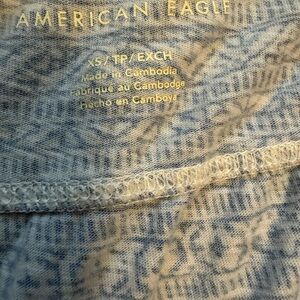 AMERICAN EAGLE
XS/TP/EXCH
Made in Cambodia
Fabriqué au Cambodge
Hecho en Camboya